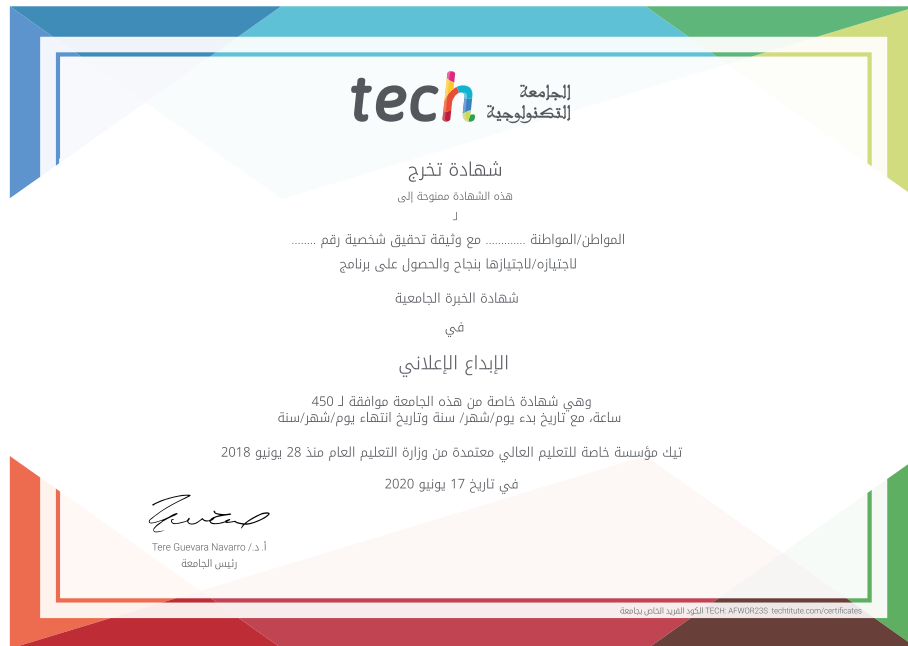 tech الجامعة
التكنولوجية
شهادة تخرج
هذه الشهادة ممنوحة إلى
لـ
المواطن/المواطنة ............ مع وثيقة تحقيق شخصية رقم ........
لاجتيازه/لاجتيازها بنجاح والحصول على برنامج
شهادة الخبرة الجامعية
في
الإبداع الإعلاني
وهي شهادة خاصة من هذه الجامعة موافقة لـ 450
ساعة، مع تاريخ بدء يوم/شهر/ سنة وتاريخ انتهاء يوم/شهر/سنة
تيك مؤسسة خاصة للتعليم العالي معتمدة من وزارة التعليم العام منذ 28 يونيو 2018
في تاريخ 17 يونيو 2020
أ.د./ Tere Guevara Navarro
رئيس الجامعة
الكود الفريد الخاص بجامعة TECH: AFWOR23S techtitute.com/certificates